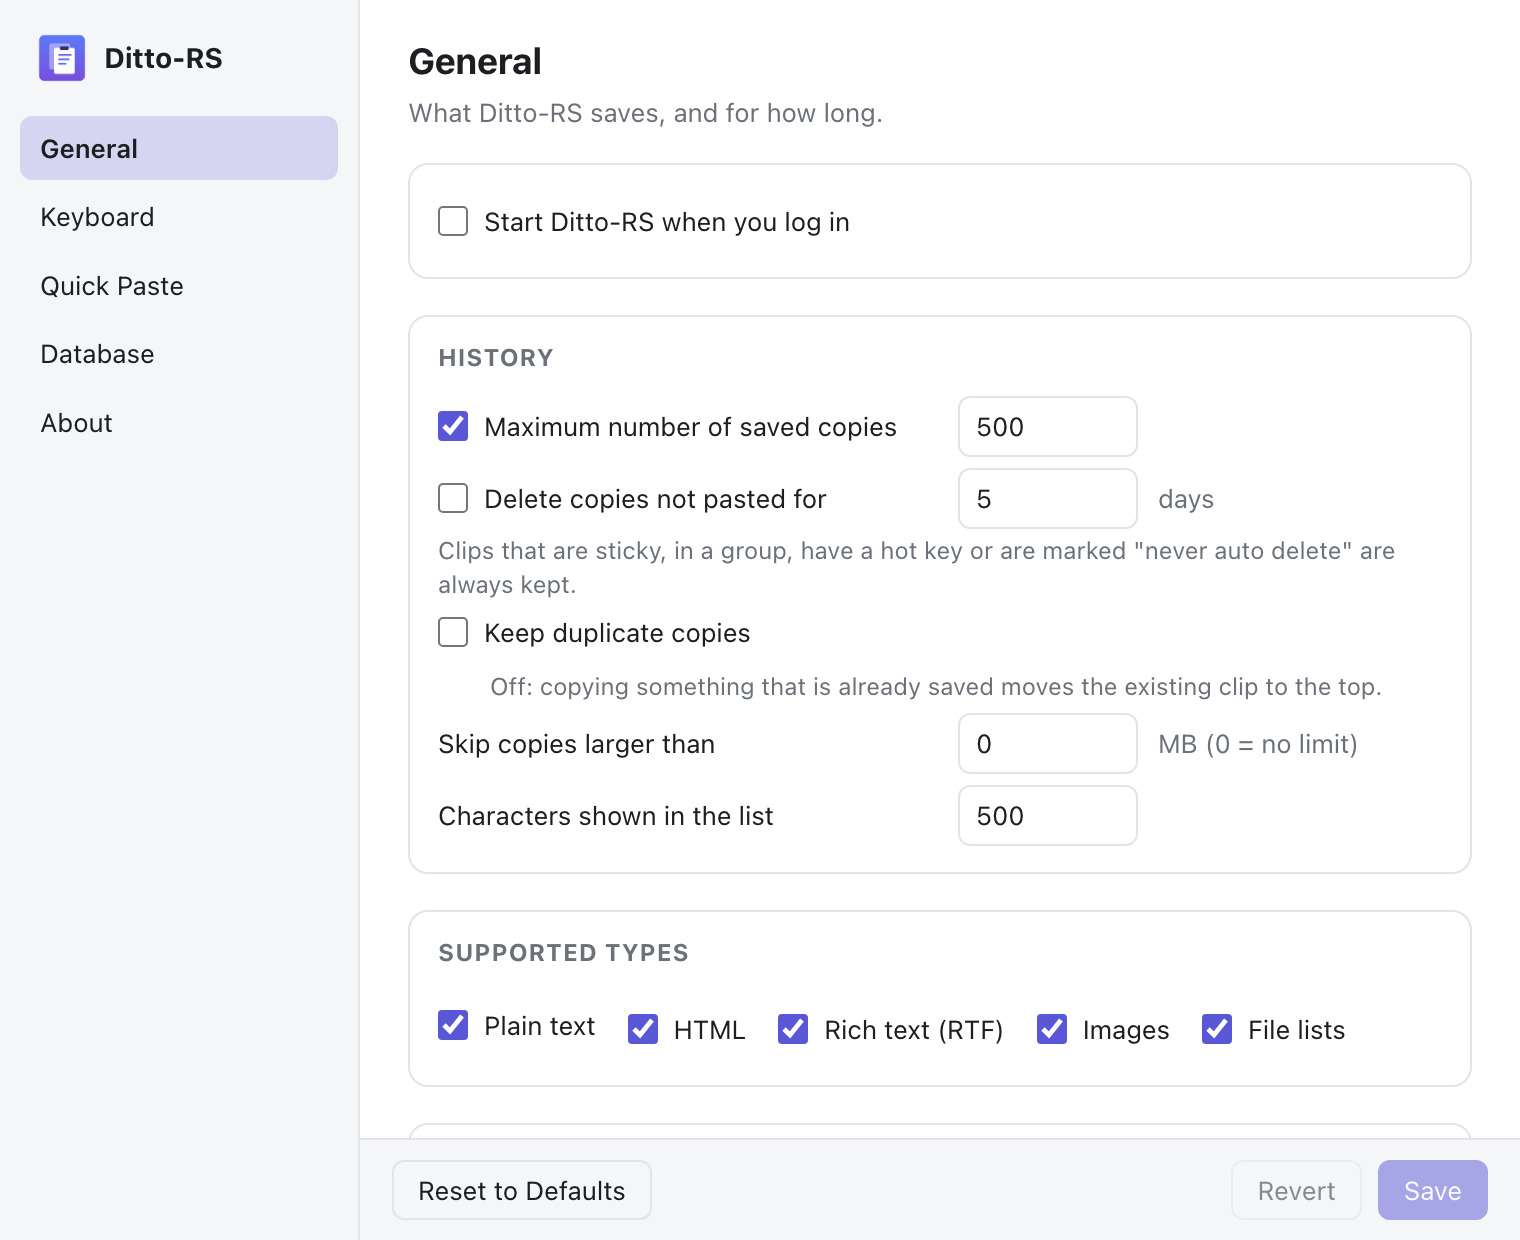 Ditto-RS
General
Keyboard
Quick Paste
Database
About
General
What Ditto-RS saves, and for how long.
Start Ditto-RS when you log in
HISTORY
Maximum number of saved copies 500
Delete copies not pasted for 5 days
Clips that are sticky, in a group, have a hot key or are marked "never auto delete" are
always kept.
Keep duplicate copies
Off: copying something that is already saved moves the existing clip to the top.
Skip copies larger than 0 MB (0 = no limit)
Characters shown in the list 500
SUPPORTED TYPES
Plain text HTML Rich text (RTF) Images File lists
Reset to Defaults Revert Save